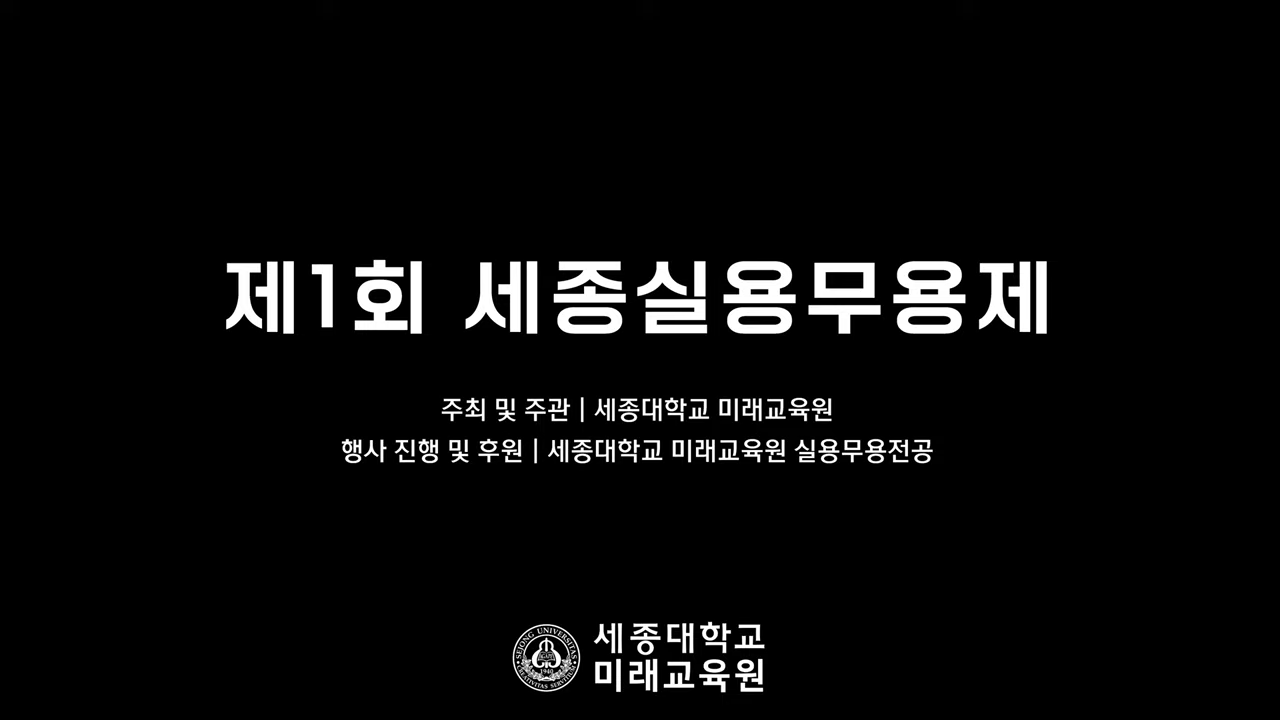 제1회 세종실용무용제
주최 및 주관 | 세종대학교 미래교육원
행사 진행 및 후원 | 세종대학교 미래교육원 실용무용전공
SEJONG UNIVERSITAS
1940
세종대학교
미래교육원